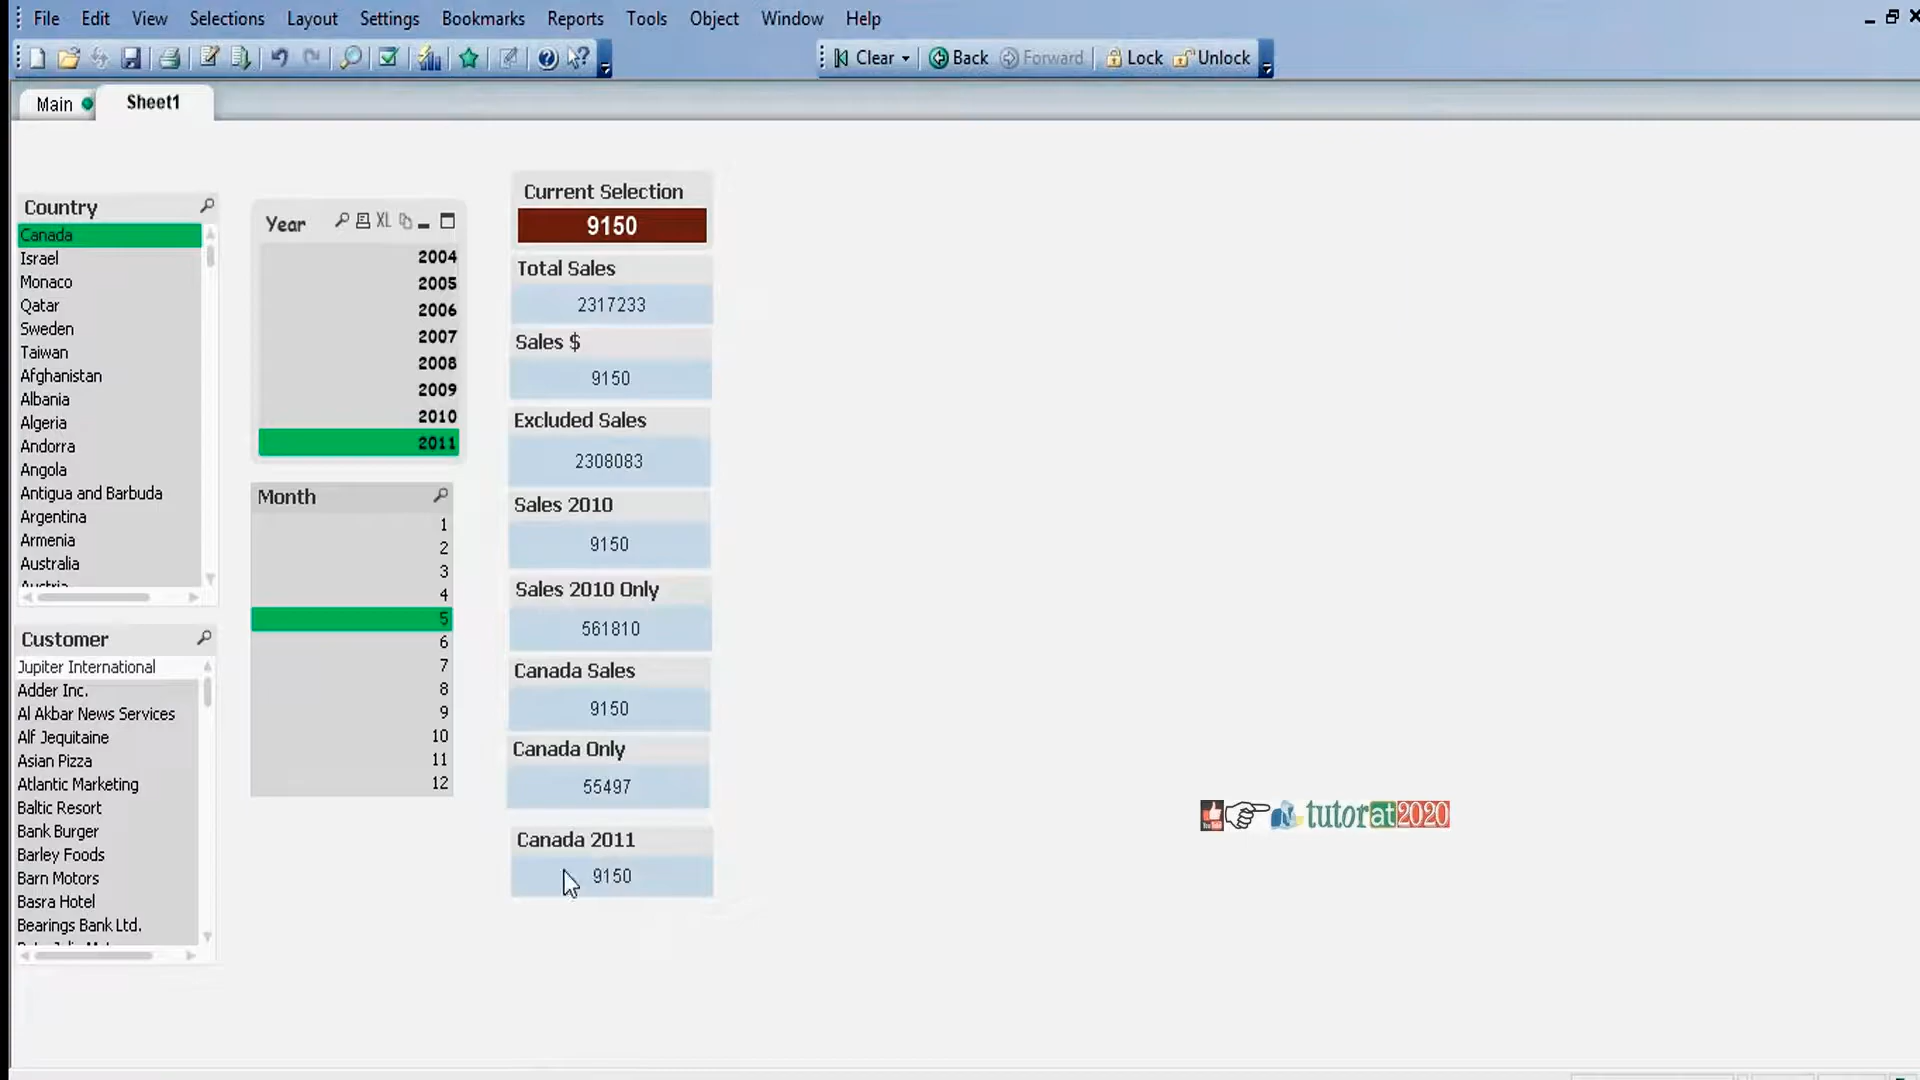 File Edit View Selections Layout Settings Bookmarks Reports Tools Object Window Help
Clear Back Forward Lock Unlock
Main Sheet1
Country
Canada
Israel
Monaco
Qatar
Sweden
Taiwan
Afghanistan
Albania
Algeria
Andorra
Angola
Antigua and Barbuda
Argentina
Armenia
Australia
Austria
Customer
Jupiter International
Adder Inc.
Al Akbar News Services
Alf Jequitaine
Asian Pizza
Atlantic Marketing
Baltic Resort
Bank Burger
Barley Foods
Barn Motors
Basra Hotel
Bearings Bank Ltd.
Year XL
2004
2005
2006
2007
2008
2009
2010
2011
Month
1
2
3
4
5
6
7
8
9
10
11
12
Current Selection
9150
Total Sales
2317233
Sales $
9150
Excluded Sales
2308083
Sales 2010
9150
Sales 2010 Only
561810
Canada Sales
9150
Canada Only
55497
Canada 2011
9150
tutorat2020